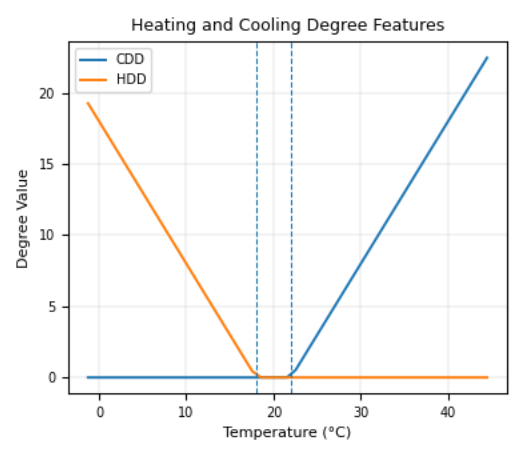 Heating and Cooling Degree Features
CDD
HDD
Degree Value
20
15
10
5
0
0 10 20 30 40
Temperature (°C)